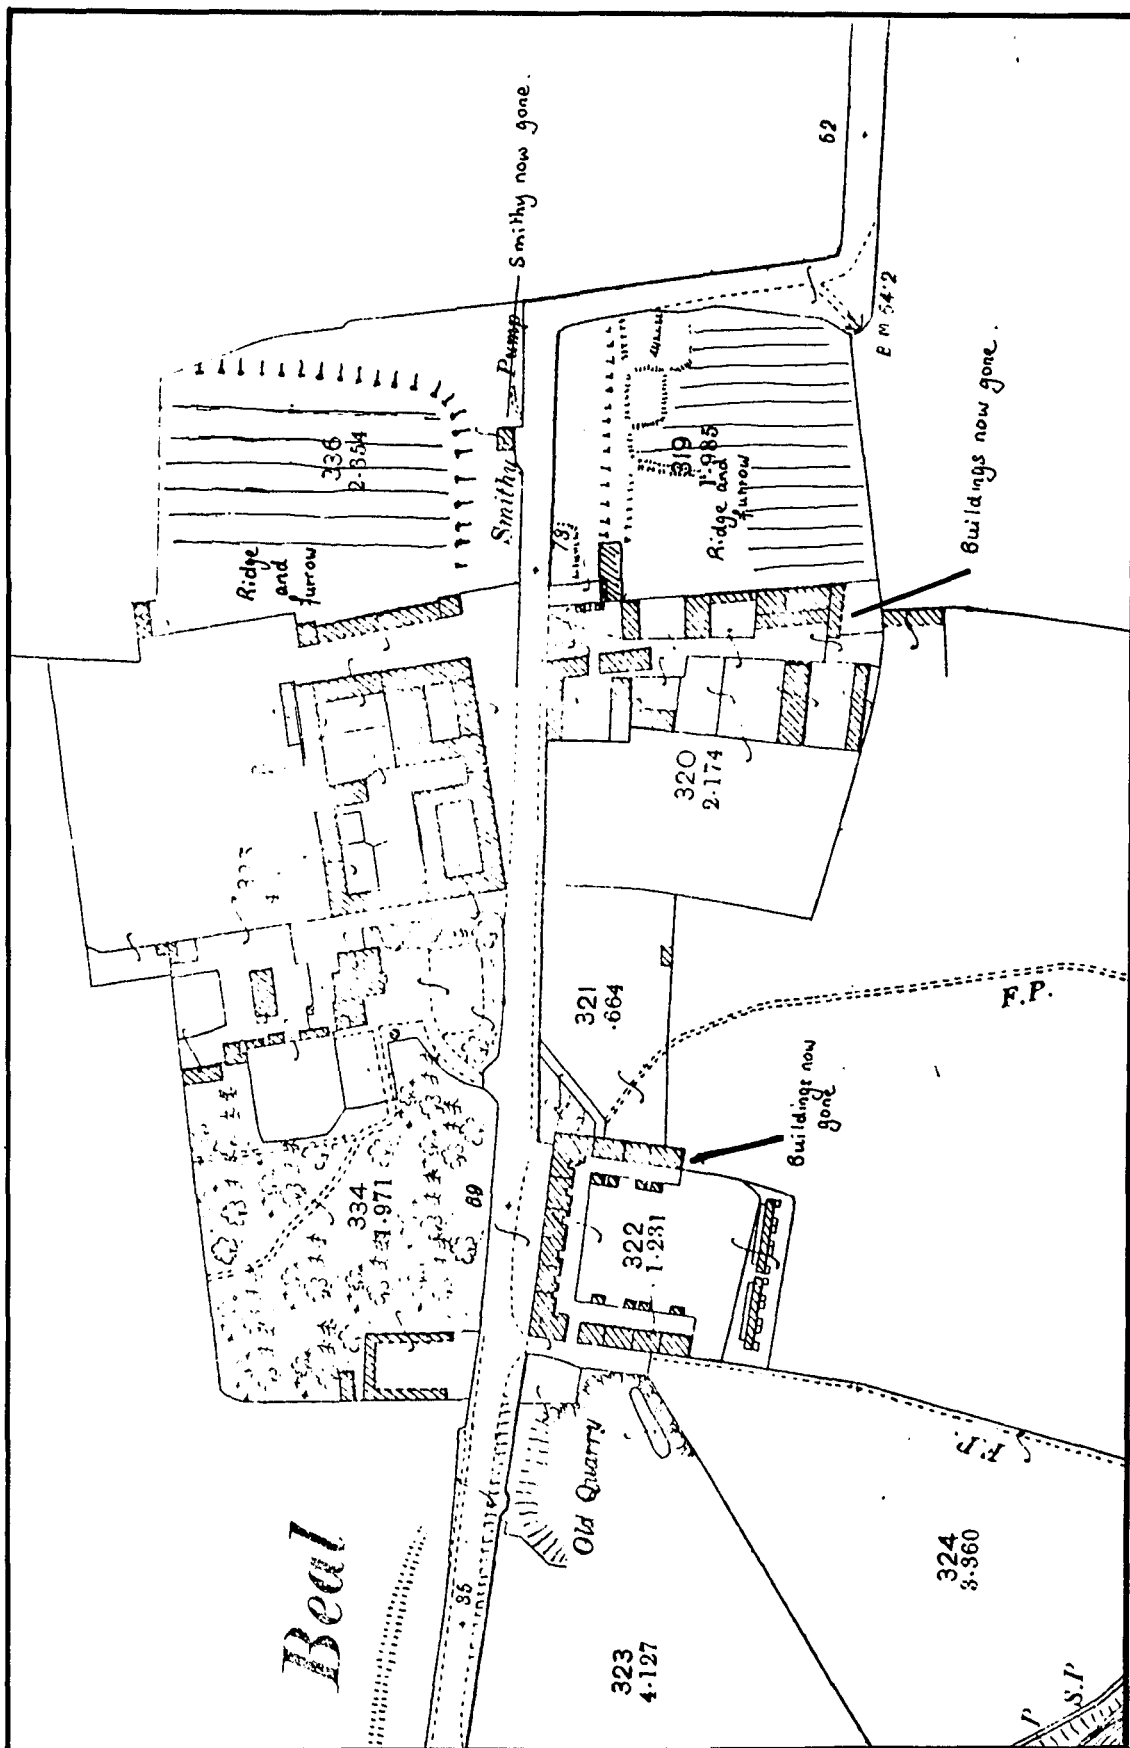 Beal
Smithy now gone.
Pump
Smithy
62
B M 54·2
Buildings now gone.
336
2·354
Ridge
and
furrow
319
1·985
Ridge and
furrow
320
2·174
321
·664
F.P.
Buildings now
gone
334
1·971
69
322
1·231
Old Quarry
F.P.
85
323
4·127
324
3·360
P
S.P